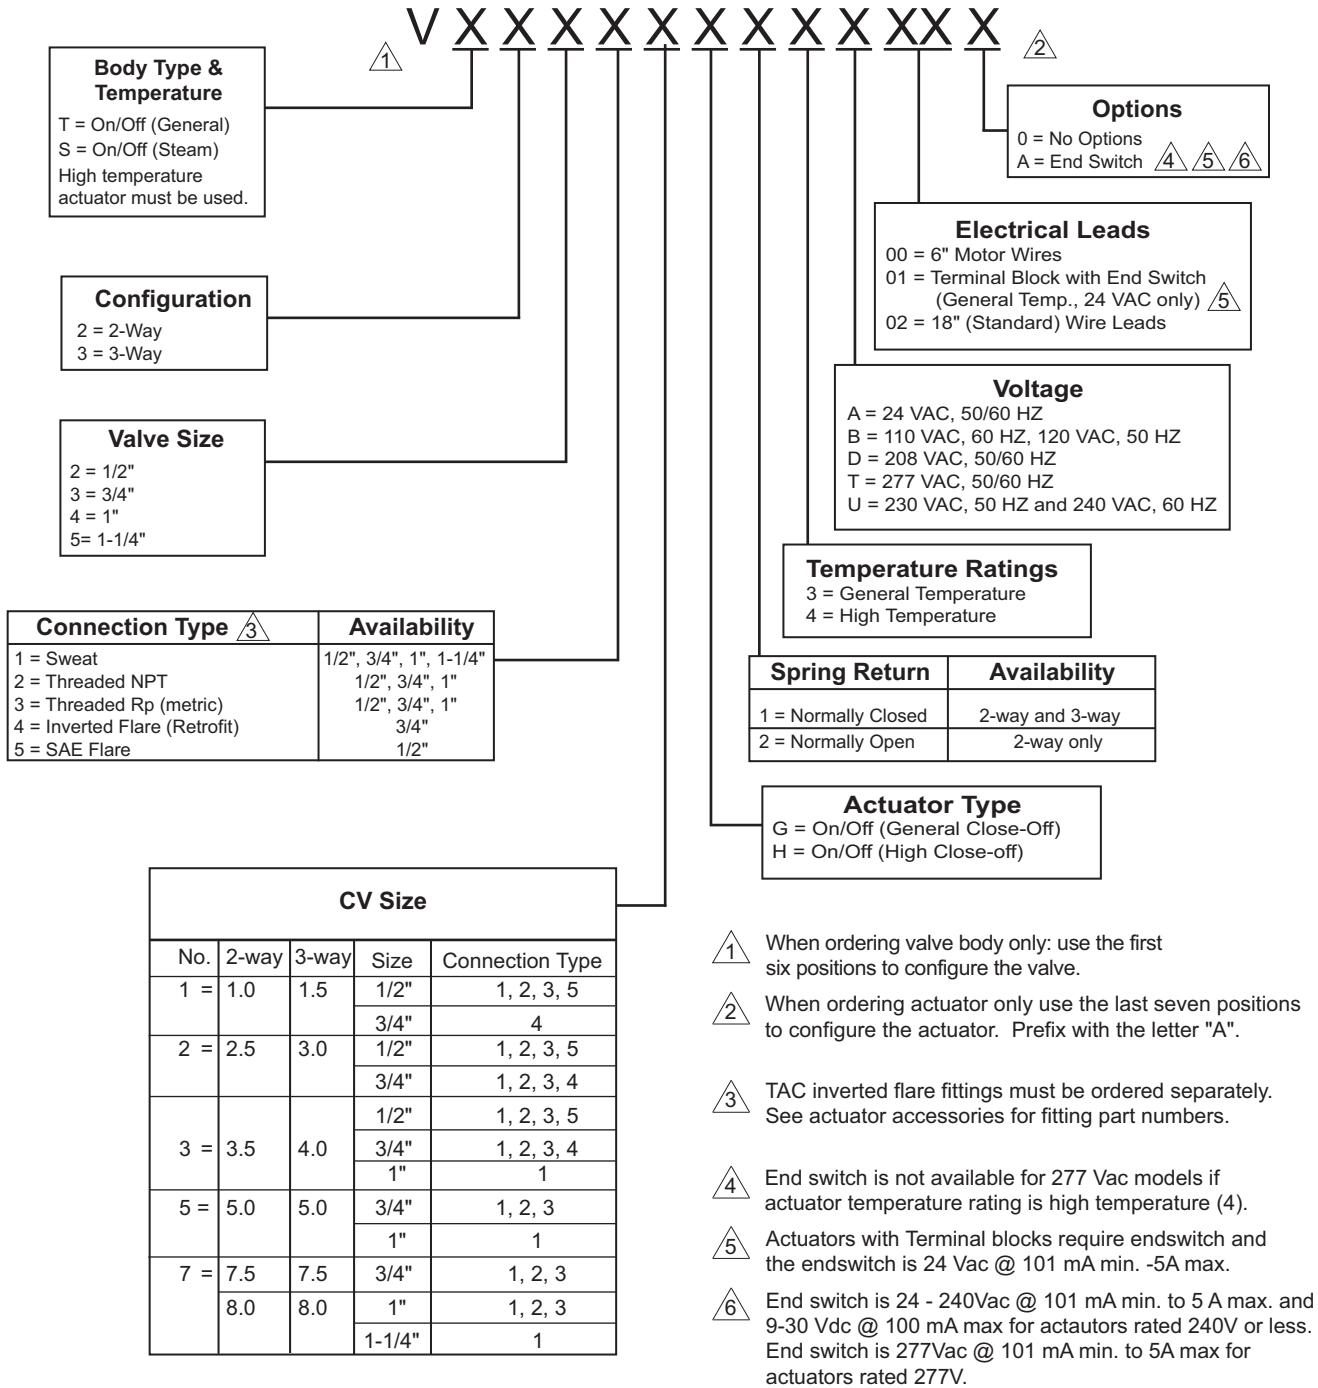 V X X X X X X X X X XX X
1
2
Body Type &
Temperature
T = On/Off (General)
S = On/Off (Steam)
High temperature
actuator must be used.
Configuration
2 = 2-Way
3 = 3-Way
Valve Size
2 = 1/2"
3 = 3/4"
4 = 1"
5= 1-1/4"
Connection Type 3 Availability
1 = Sweat 1/2", 3/4", 1", 1-1/4"
2 = Threaded NPT 1/2", 3/4", 1"
3 = Threaded Rp (metric) 1/2", 3/4", 1"
4 = Inverted Flare (Retrofit) 3/4"
5 = SAE Flare 1/2"
CV Size
No. 2-way 3-way Size Connection Type
1 = 1.0 1.5 1/2" 1, 2, 3, 5
3/4" 4
2 = 2.5 3.0 1/2" 1, 2, 3, 5
3/4" 1, 2, 3, 4
1/2" 1, 2, 3, 5
3 = 3.5 4.0 3/4" 1, 2, 3, 4
1" 1
5 = 5.0 5.0 3/4" 1, 2, 3
1" 1
7 = 7.5 7.5 3/4" 1, 2, 3
8.0 8.0 1" 1, 2, 3
1-1/4" 1
Options
0 = No Options
A = End Switch 4 5 6
Electrical Leads
00 = 6" Motor Wires
01 = Terminal Block with End Switch
(General Temp., 24 VAC only) 5
02 = 18" (Standard) Wire Leads
Voltage
A = 24 VAC, 50/60 HZ
B = 110 VAC, 60 HZ, 120 VAC, 50 HZ
D = 208 VAC, 50/60 HZ
T = 277 VAC, 50/60 HZ
U = 230 VAC, 50 HZ and 240 VAC, 60 HZ
Temperature Ratings
3 = General Temperature
4 = High Temperature
Spring Return Availability
1 = Normally Closed 2-way and 3-way
2 = Normally Open 2-way only
Actuator Type
G = On/Off (General Close-Off)
H = On/Off (High Close-off)
1 When ordering valve body only: use the first
six positions to configure the valve.
2 When ordering actuator only use the last seven positions
to configure the actuator. Prefix with the letter "A".
3 TAC inverted flare fittings must be ordered separately.
See actuator accessories for fitting part numbers.
4 End switch is not available for 277 Vac models if
actuator temperature rating is high temperature (4).
5 Actuators with Terminal blocks require endswitch and
the endswitch is 24 Vac @ 101 mA min. -5A max.
6 End switch is 24 - 240Vac @ 101 mA min. to 5 A max. and
9-30 Vdc @ 100 mA max for actautors rated 240V or less.
End switch is 277Vac @ 101 mA min. to 5A max for
actuators rated 277V.